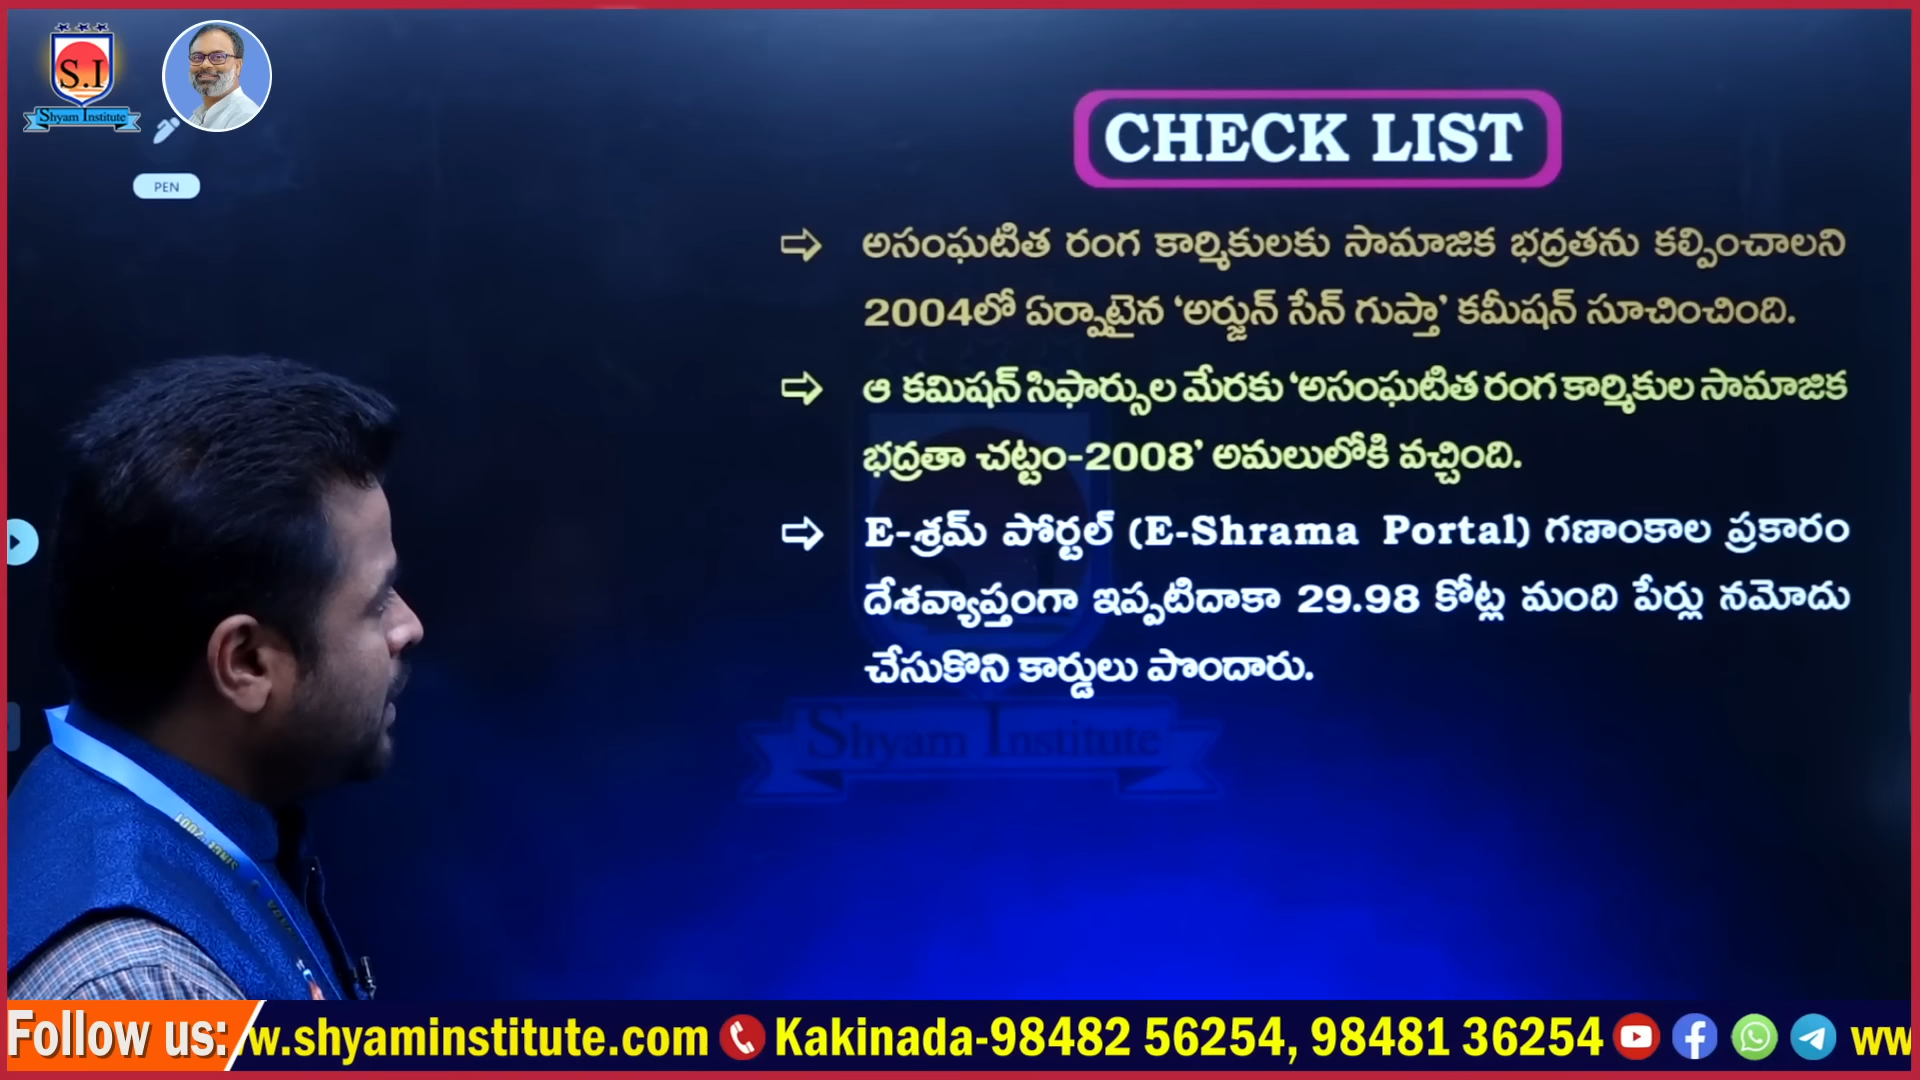 S.I
Shyam Institute
PEN
CHECK LIST
⇨ అసంఘటిత రంగ కార్మికులకు సామాజిక భద్రతను కల్పించాలని
2004లో ఏర్పాటైన ‘అర్జున్ సేన్ గుప్తా’ కమీషన్ సూచించింది.
⇨ ఆ కమిషన్ సిఫార్సుల మేరకు ‘అసంఘటిత రంగ కార్మికుల సామాజిక
భద్రతా చట్టం-2008’ అమలులోకి వచ్చింది.
⇨ E-శ్రమ్ పోర్టల్ (E-Shrama Portal) గణాంకాల ప్రకారం
దేశవ్యాప్తంగా ఇప్పటిదాకా 29.98 కోట్ల మంది పేర్లు నమోదు
చేసుకొని కార్డులు పొందారు.
Shyam Institute
Follow us: w.shyaminstitute.com Kakinada-98482 56254, 98481 36254 ww